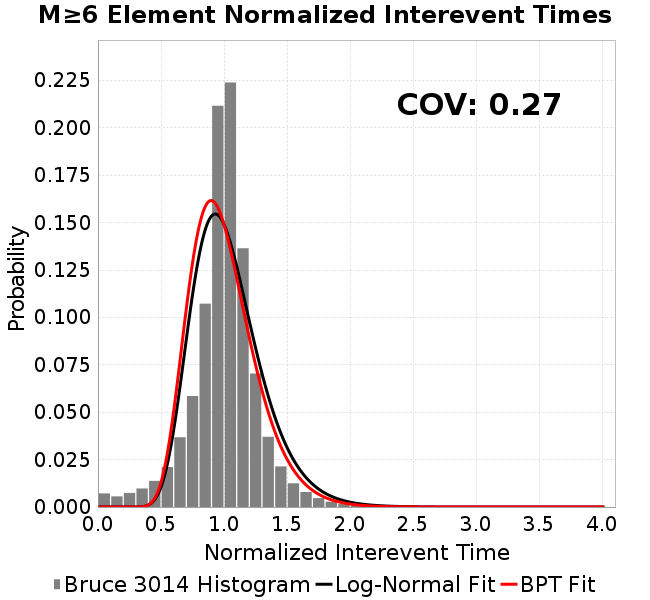 M≥6 Element Normalized Interevent Times
COV: 0.27
Probability
0.225
0.200
0.175
0.150
0.125
0.100
0.075
0.050
0.025
0.000
0.0 0.5 1.0 1.5 2.0 2.5 3.0 3.5 4.0
Normalized Interevent Time
Bruce 3014 Histogram Log-Normal Fit BPT Fit